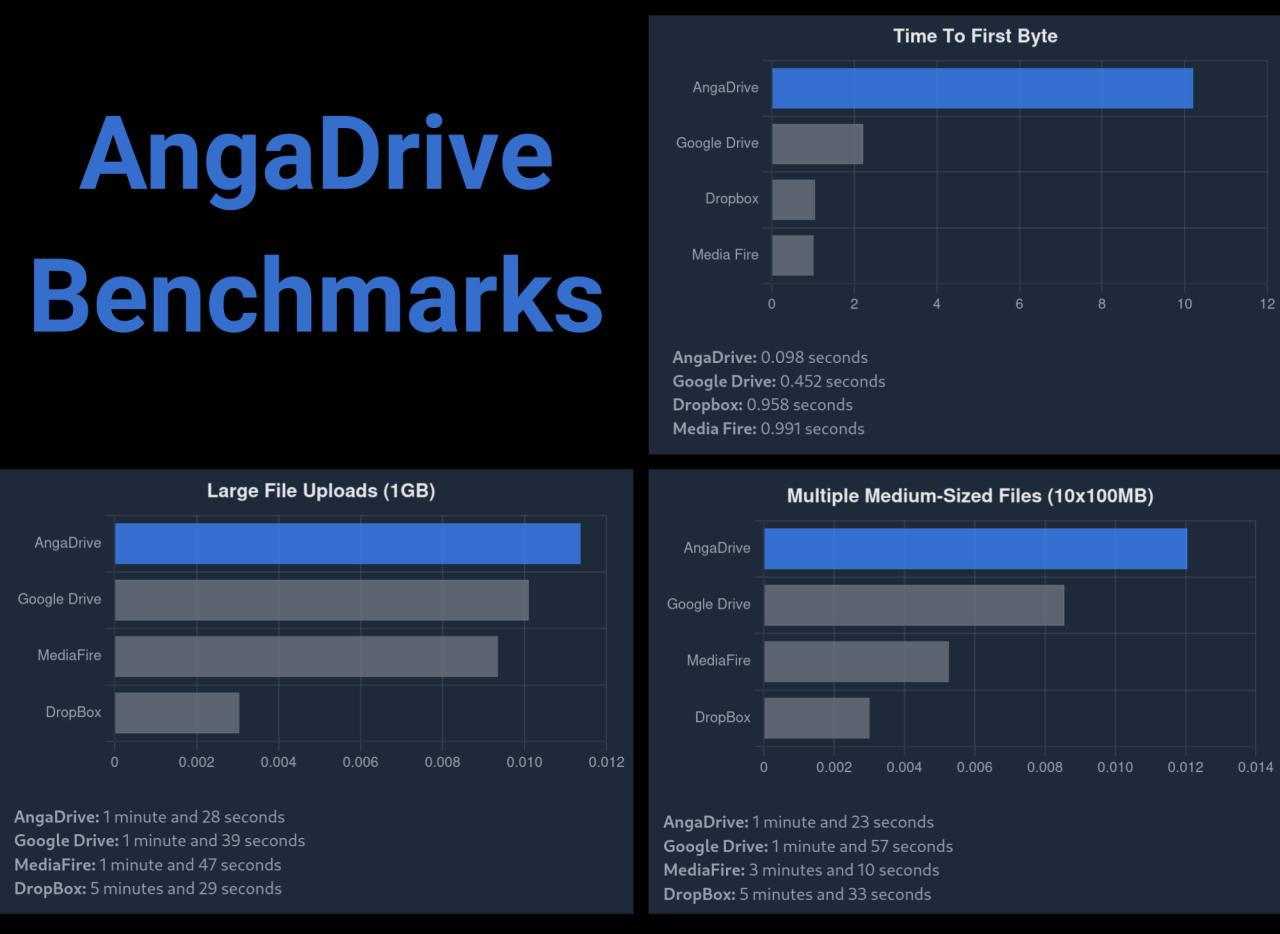 AngaDrive
Benchmarks
Time To First Byte
AngaDrive
Google Drive
Dropbox
Media Fire
0 2 4 6 8 10 12
AngaDrive: 0.098 seconds
Google Drive: 0.452 seconds
Dropbox: 0.958 seconds
Media Fire: 0.991 seconds
Large File Uploads (1GB)
AngaDrive
Google Drive
MediaFire
DropBox
0 0.002 0.004 0.006 0.008 0.010 0.012
AngaDrive: 1 minute and 28 seconds
Google Drive: 1 minute and 39 seconds
MediaFire: 1 minute and 47 seconds
DropBox: 5 minutes and 29 seconds
Multiple Medium-Sized Files (10x100MB)
AngaDrive
Google Drive
MediaFire
DropBox
0 0.002 0.004 0.006 0.008 0.010 0.012 0.014
AngaDrive: 1 minute and 23 seconds
Google Drive: 1 minute and 57 seconds
MediaFire: 3 minutes and 10 seconds
DropBox: 5 minutes and 33 seconds